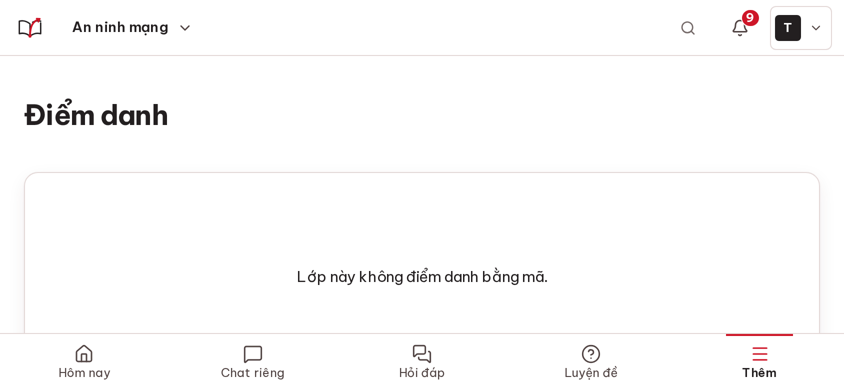 An ninh mạng
9
T
Điểm danh
Lớp này không điểm danh bằng mã.
Hôm nay
Chat riêng
Hỏi đáp
Luyện đề
Thêm